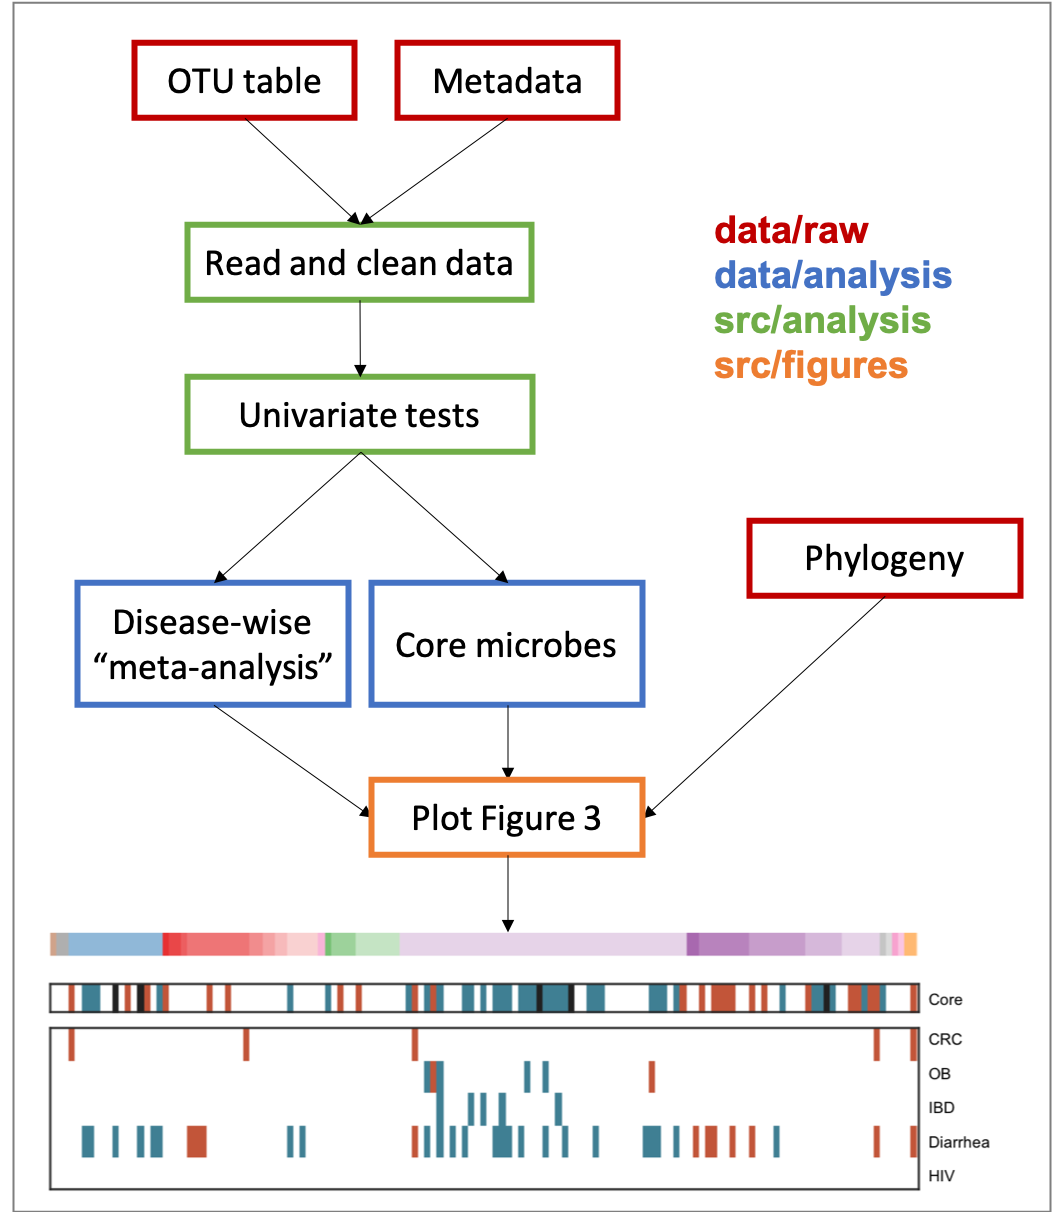 OTU table
Metadata
Read and clean data
data/raw
data/analysis
src/analysis
src/figures
Univariate tests
Phylogeny
Disease-wise
“meta-analysis”
Core microbes
Plot Figure 3
Core
CRC
OB
IBD
Diarrhea
HIV